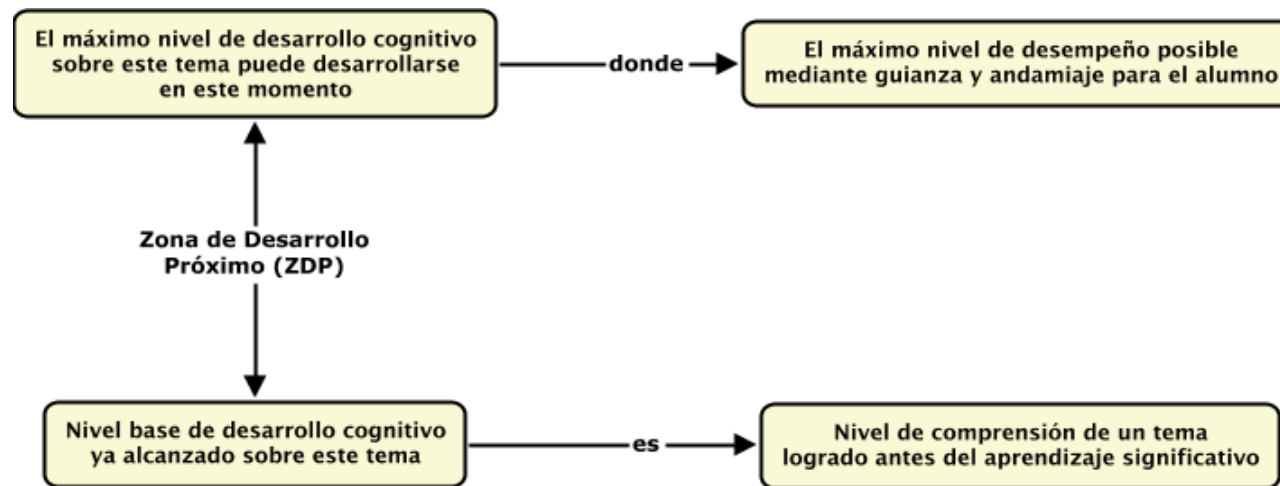 El máximo nivel de desarrollo cognitivo
sobre este tema puede desarrollarse
en este momento
donde
El máximo nivel de desempeño posible
mediante guianza y andamiaje para el alumno
Zona de Desarrollo
Próximo (ZDP)
Nivel base de desarrollo cognitivo
ya alcanzado sobre este tema
es
Nivel de comprensión de un tema
logrado antes del aprendizaje significativo